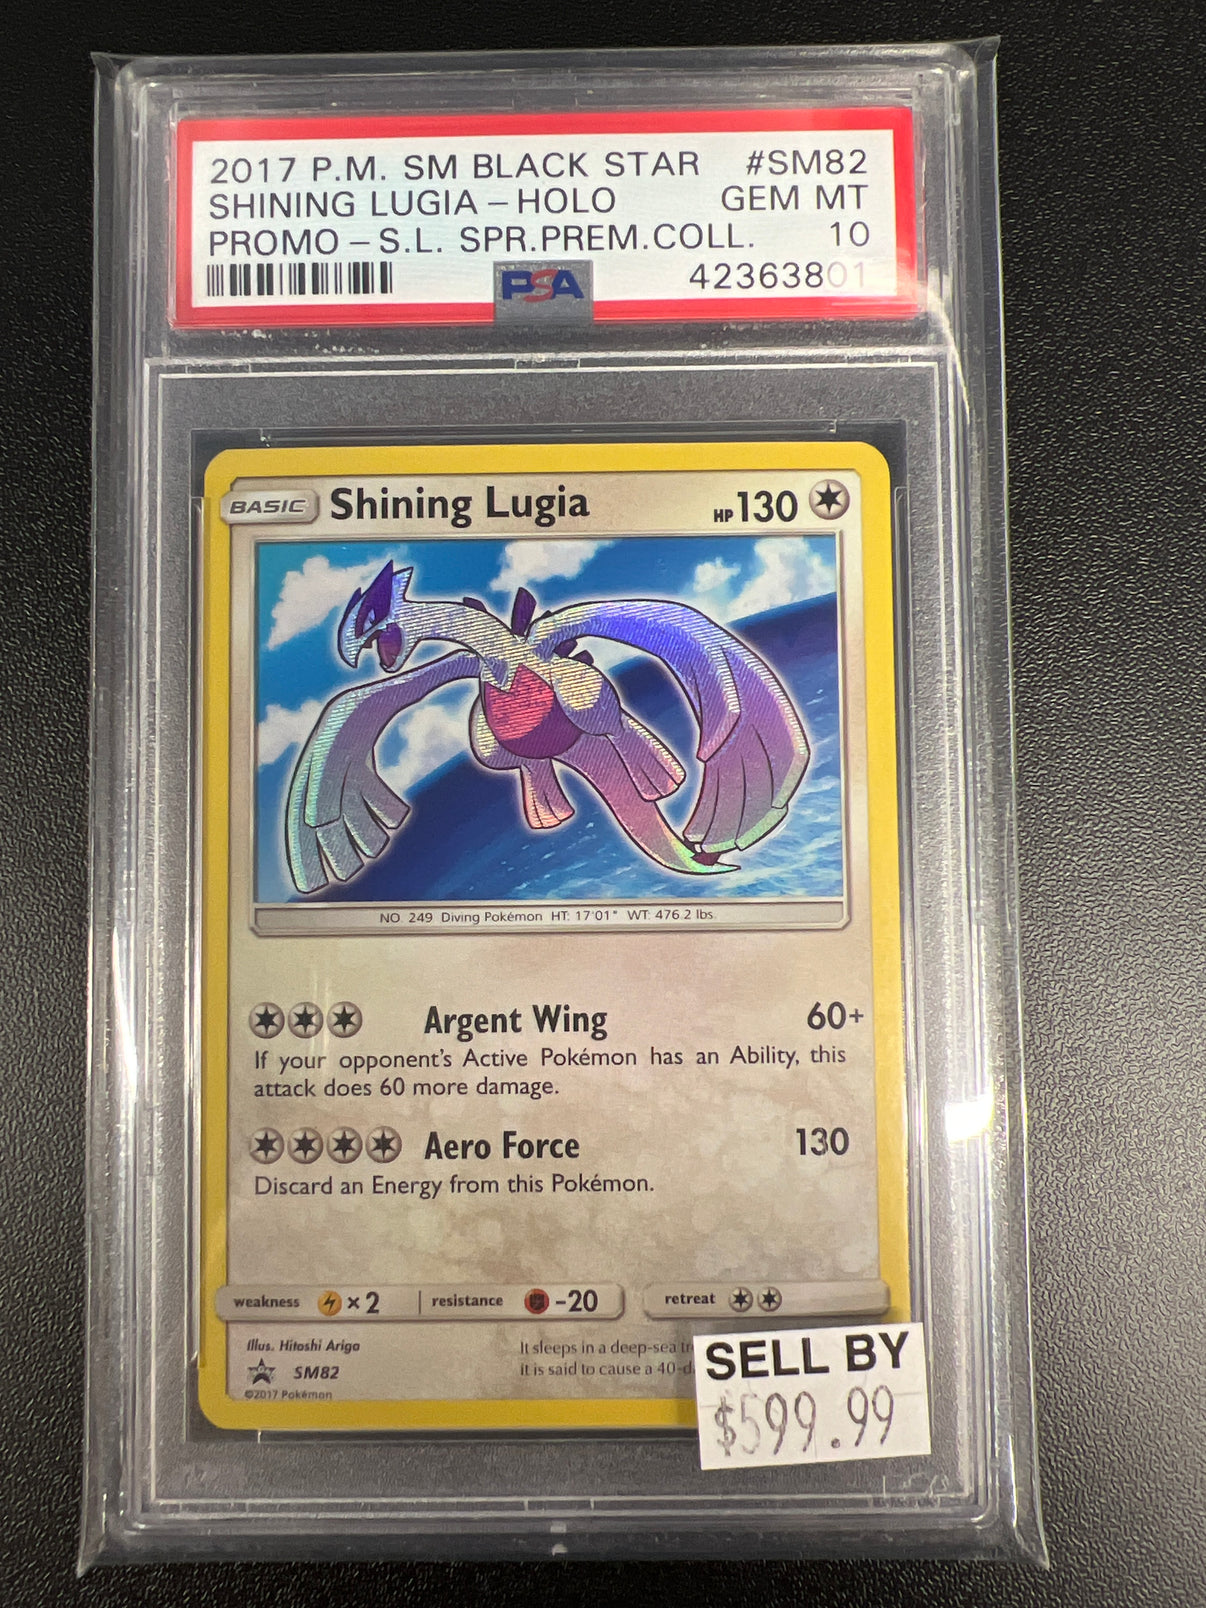 2017 P.M. SM BLACK STAR #SM82
SHINING LUGIA – HOLO GEM MT
PROMO – S.L. SPR.PREM.COLL. 10
PSA 42363801
BASIC Shining Lugia HP 130
NO. 249 Diving Pokémon HT: 17'01" WT: 476.2 lbs.
Argent Wing 60+
If your opponent's Active Pokémon has an Ability, this
attack does 60 more damage.
Aero Force 130
Discard an Energy from this Pokémon.
weakness ×2 resistance -20 retreat
Illus. Hitoshi Ariga
It sleeps in a deep-sea
SM82
it is said to cause a 40-
©2017 Pokémon
SELL BY
$599.99